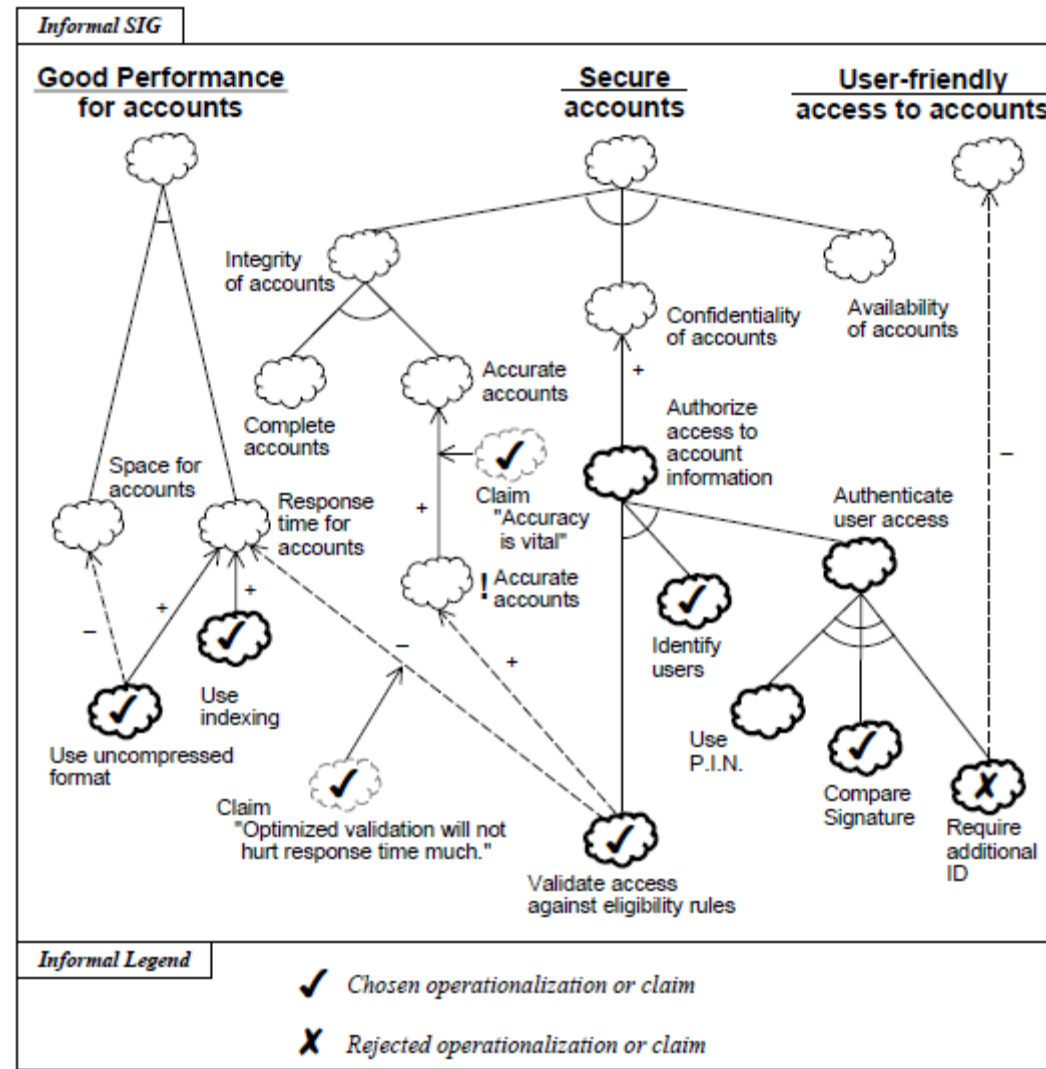 Informal SIG
Good Performance
for accounts
Secure
accounts
User-friendly
access to accounts
Integrity
of accounts
Confidentiality
of accounts
Availability
of accounts
+
Accurate
accounts
Complete
accounts
Authorize
access to
account
information
–
Space for
accounts
Response
time for
accounts
+
Claim
"Accuracy
is vital"
Authenticate
user access
! Accurate
accounts
–
+
+
–
+
Identify
users
Use
indexing
Use uncompressed
format
Use
P.I.N.
Compare
Signature
Require
additional
ID
Claim
"Optimized validation will not
hurt response time much."
Validate access
against eligibility rules
Informal Legend
✓ Chosen operationalization or claim
✗ Rejected operationalization or claim